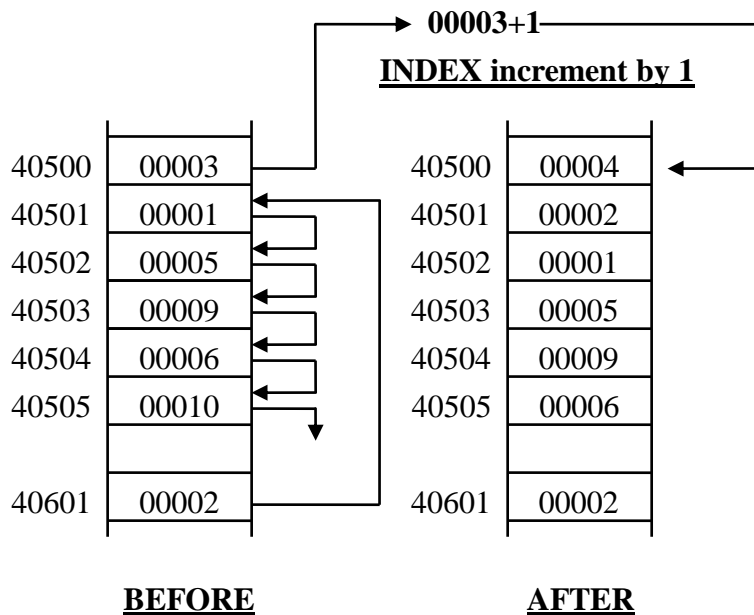 00003+1
INDEX increment by 1
40500 00003 40500 00004
40501 00001 40501 00002
40502 00005 40502 00001
40503 00009 40503 00005
40504 00006 40504 00009
40505 00010 40505 00006
40601 00002 40601 00002
BEFORE AFTER